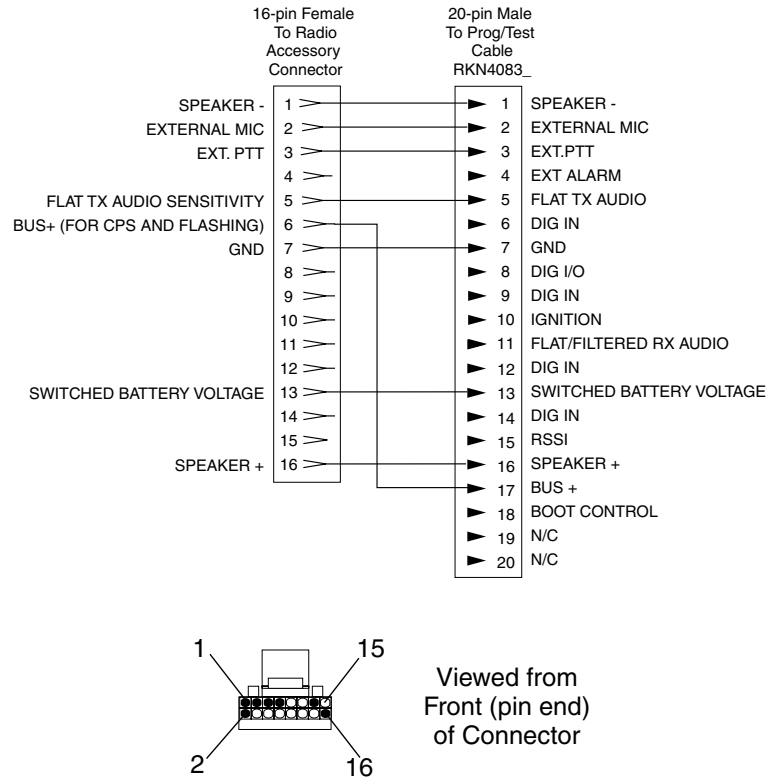 16-pin Female
To Radio
Accessory
Connector
20-pin Male
To Prog/Test
Cable
RKN4083_
SPEAKER - 1 1 SPEAKER -
EXTERNAL MIC 2 2 EXTERNAL MIC
EXT. PTT 3 3 EXT.PTT
4 4 EXT ALARM
FLAT TX AUDIO SENSITIVITY 5 5 FLAT TX AUDIO
BUS+ (FOR CPS AND FLASHING) 6 6 DIG IN
GND 7 7 GND
8 8 DIG I/O
9 9 DIG IN
10 10 IGNITION
11 11 FLAT/FILTERED RX AUDIO
12 12 DIG IN
SWITCHED BATTERY VOLTAGE 13 13 SWITCHED BATTERY VOLTAGE
14 14 DIG IN
15 15 RSSI
SPEAKER + 16 16 SPEAKER +
17 BUS +
18 BOOT CONTROL
19 N/C
20 N/C
1 15
2 16
Viewed from
Front (pin end)
of Connector